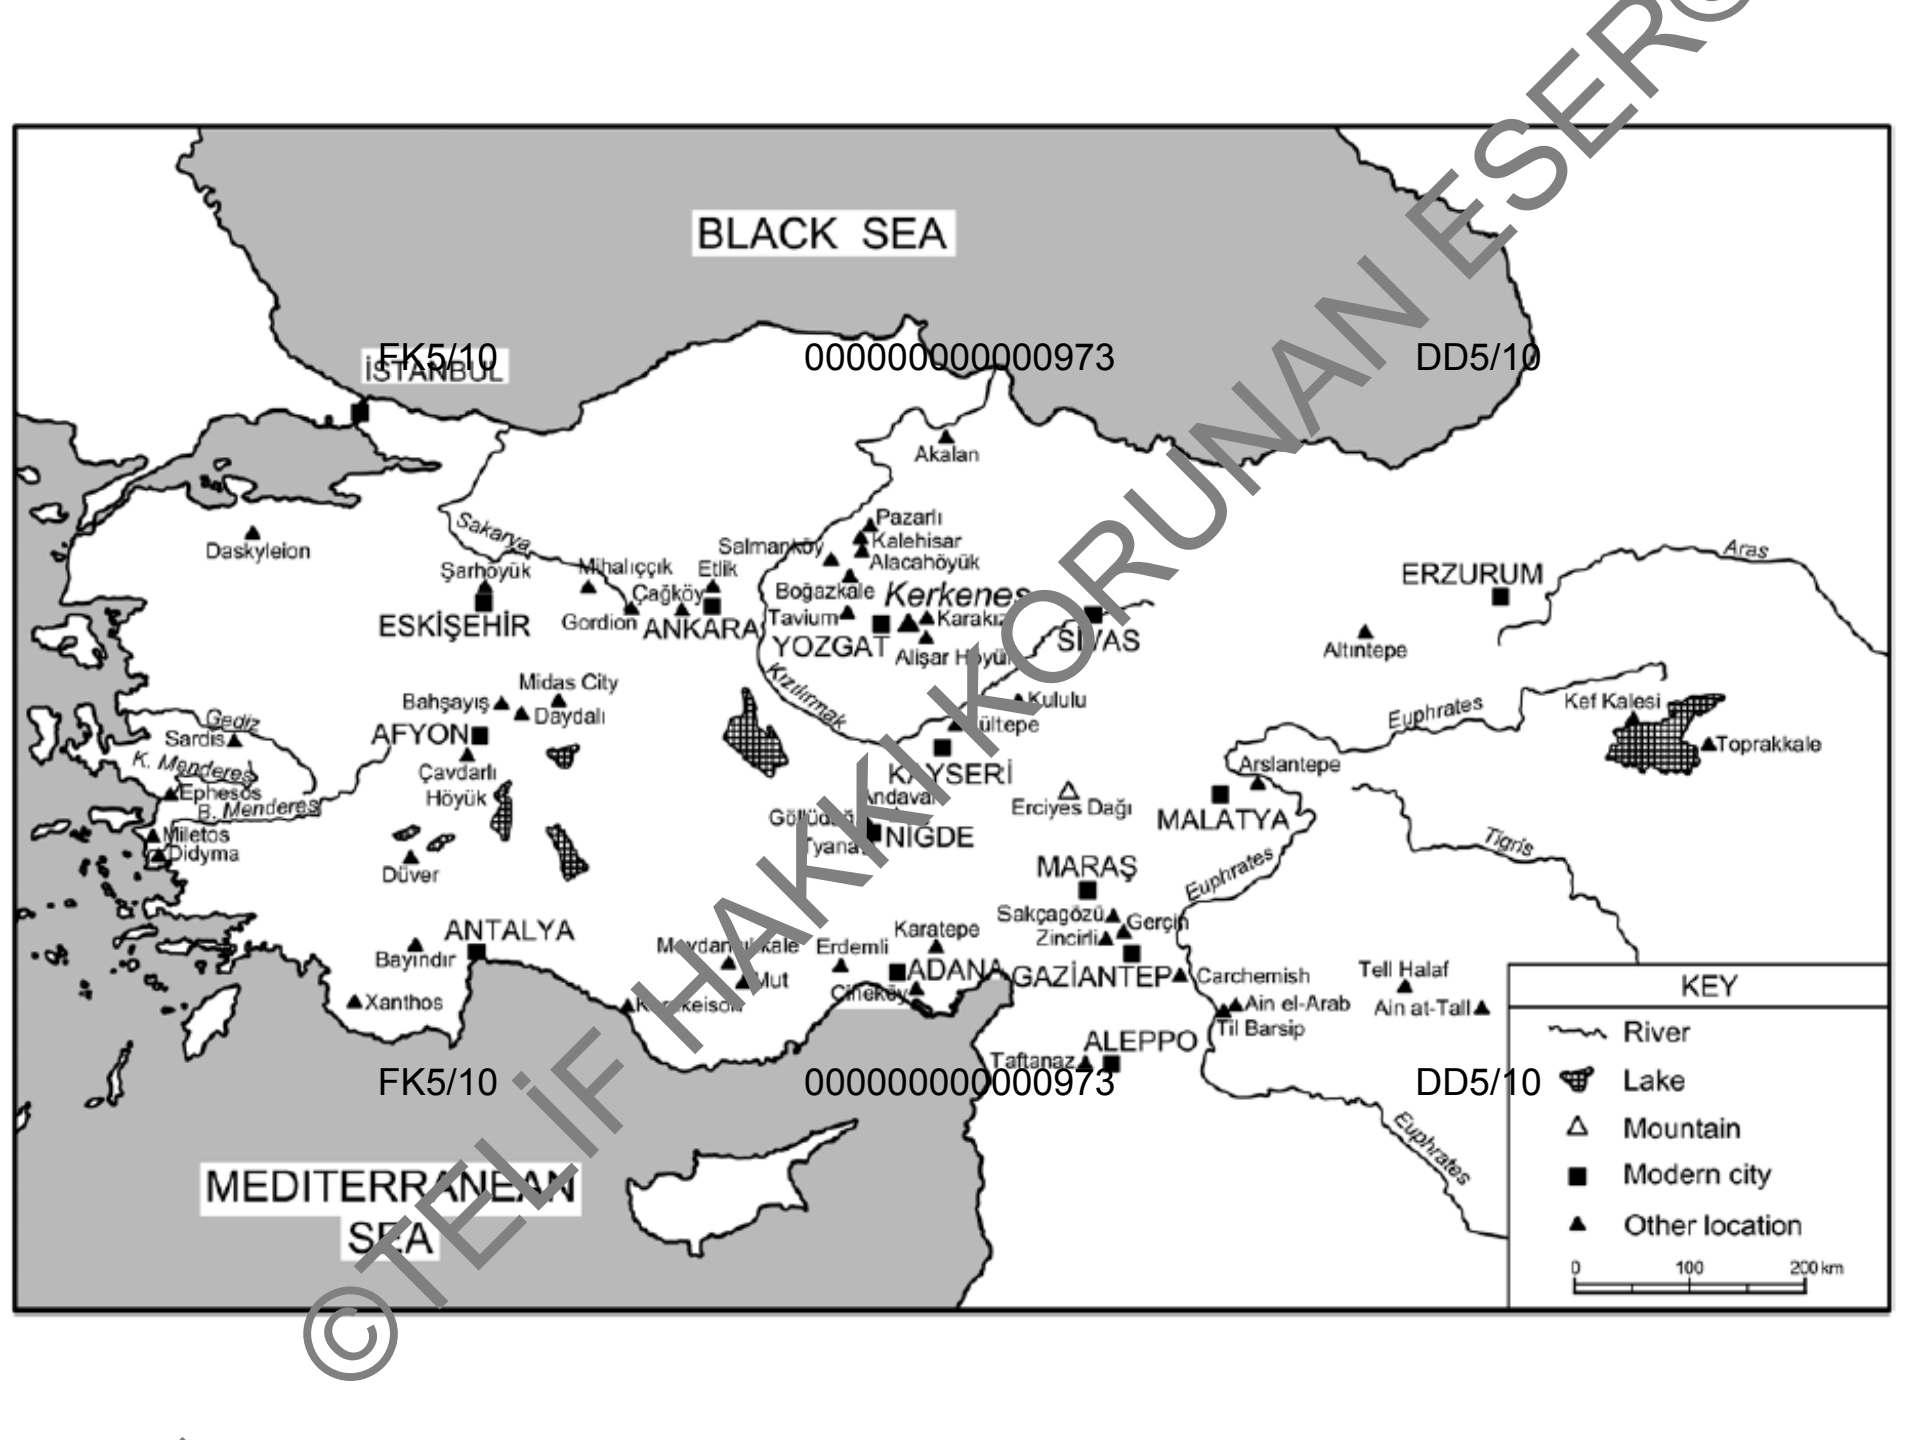 BLACK SEA
FK5/10
000000000000973
DD5/10
İSTANBUL
Akalan
Pazarlı
Kalehisar
Alacahöyük
Salmanköy
Boğazkale
Kerkenes
Tavium
Karakız
YOZGAT
Alişar Höyük
SİVAS
Daskyleion
Sakarya
Şarhöyük
ESKİŞEHİR
Mihalıççık
Etlik
Çağköy
Gordion
ANKARA
Aras
ERZURUM
Altıntepe
Kızılırmak
Kululu
Midas City
Bahşayış
Daydalı
AFYON
Gediz
Sardis
K. Menderes
Ephesos
B. Menderes
Miletos
Didyma
Çavdarlı
Höyük
Düver
KAYSERİ
Erciyes Dağı
NİĞDE
Euphrates
Kef Kalesi
Toprakkale
Arslantepe
MALATYA
Tigris
Euphrates
MARAŞ
Sakçagözü
Gerçin
Zincirli
GAZİANTEP
Carchemish
Tell Halaf
Ain el-Arab
Ain at-Tall
Til Barsip
ANTALYA
Bayındır
Xanthos
Mut
Erdemli
Karatepe
ADANA
Çineköy
ALEPPO
Taftanaz
FK5/10
000000000000973
DD5/10
Euphrates
MEDITERRANEAN
SEA
KEY
River
Lake
Mountain
Modern city
Other location
0 100 200 km
©TELİF HAKKI KORUNAN ESER©